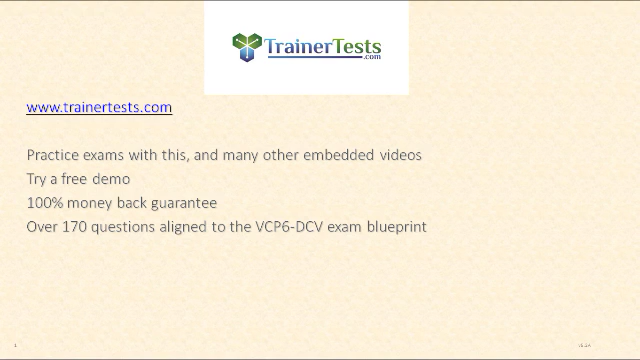 TrainerTests
.com
www.trainertests.com
Practice exams with this, and many other embedded videos
Try a free demo
100% money back guarantee
Over 170 questions aligned to the VCP6-DCV exam blueprint
1